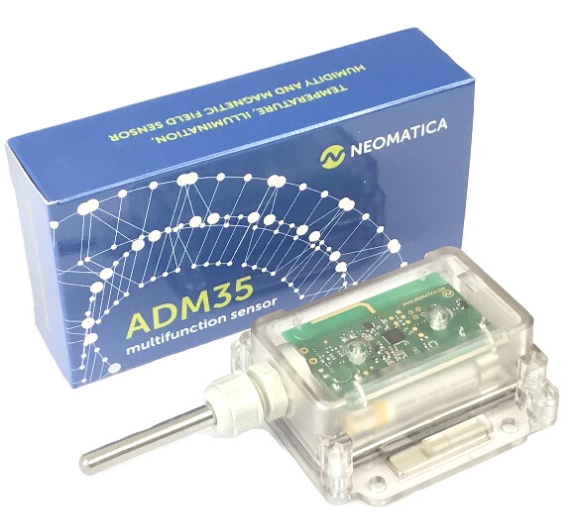 TEMPERATURE, ILLUMINATION,
HUMIDITY AND MAGNETIC FIELD SENSOR
NEOMATICA
ADM35
multifunction sensor